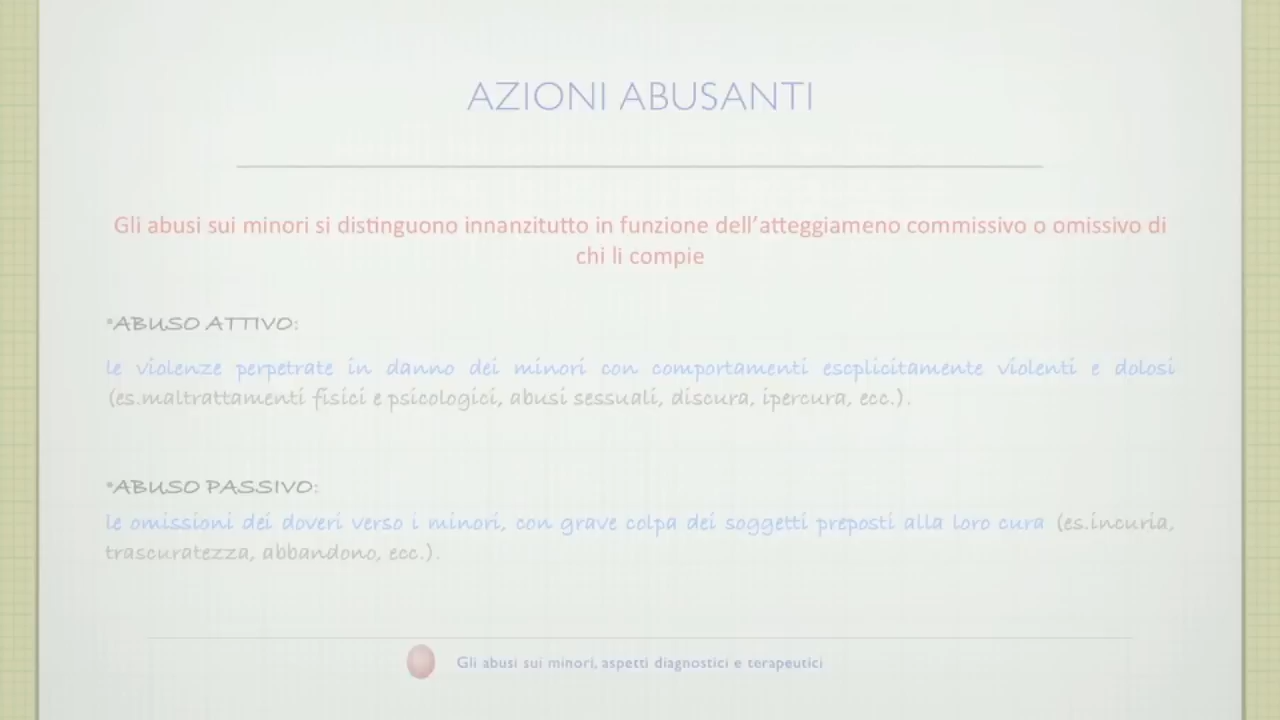 AZIONI ABUSANTI
Gli abusi sui minori si distinguono innanzitutto in funzione dell'atteggiameno commissivo o omissivo di
chi li compie
*ABUSO ATTIVO:
le violenze perpetrate in danno dei minori con comportamenti escplicitamente violenti e dolosi
(es.maltrattamenti fisici e psicologici, abusi sessuali, discura, ipercura, ecc.).
*ABUSO PASSIVO:
le omissioni dei doveri verso i minori, con grave colpa dei soggetti preposti alla loro cura (es.incuria,
trascuratezza, abbandono, ecc.).
Gli abusi sui minori, aspetti diagnostici e terapeutici